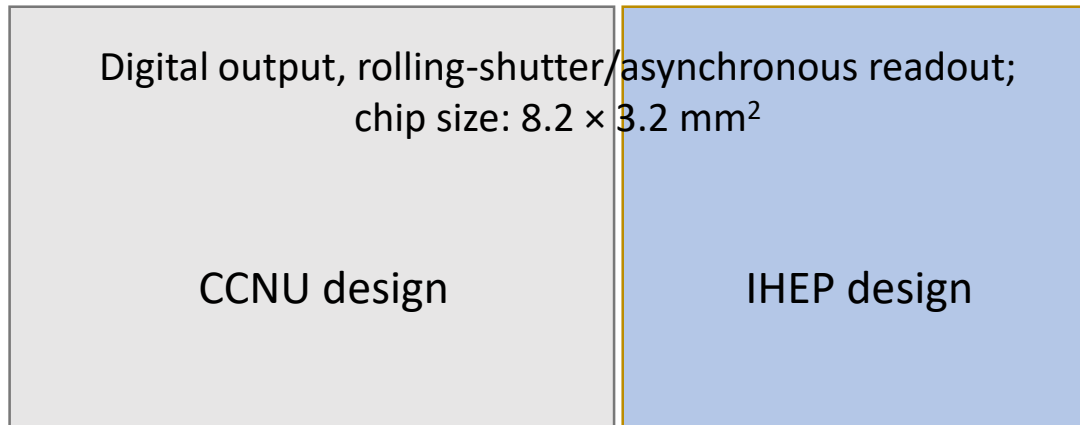 Digital output, rolling-shutter/asynchronous readout;
chip size: 8.2 × 3.2 mm²
CCNU design
IHEP design